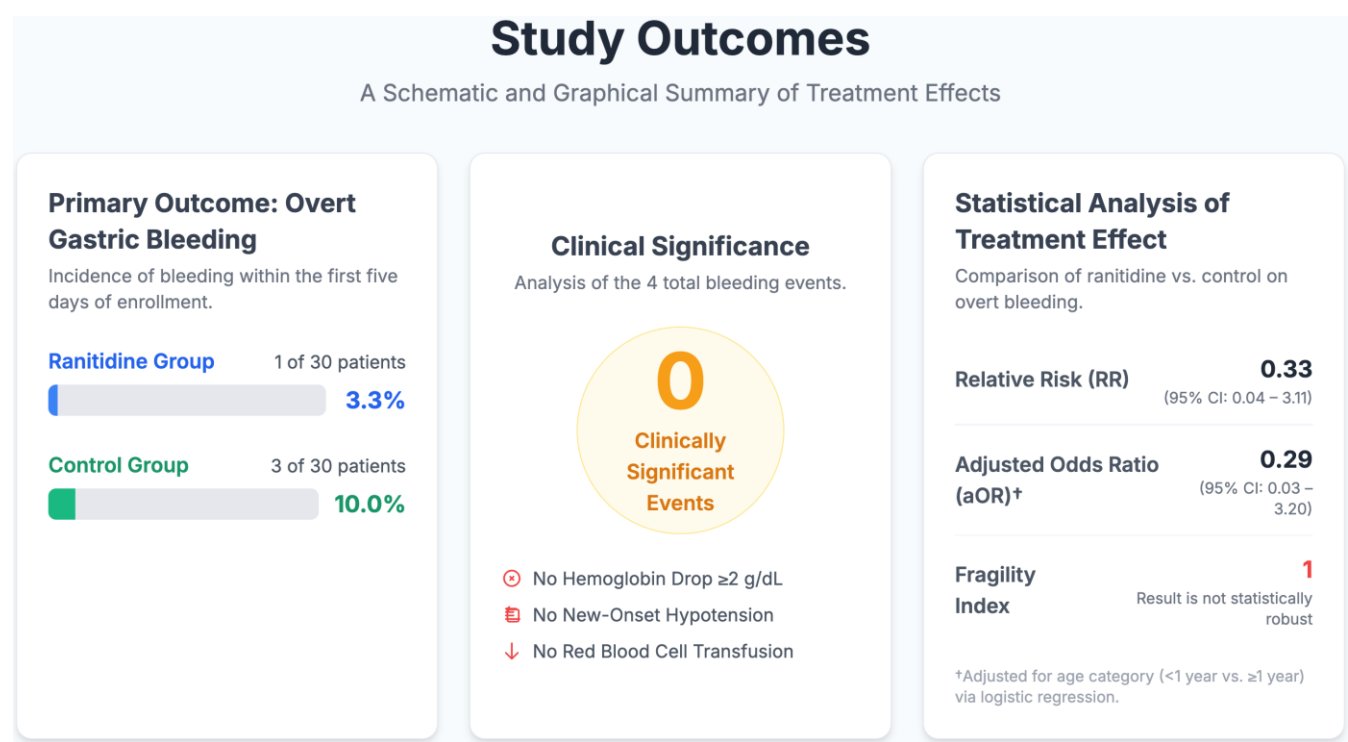 Study Outcomes
A Schematic and Graphical Summary of Treatment Effects
Primary Outcome: Overt
Gastric Bleeding
Incidence of bleeding within the first five
days of enrollment.
Ranitidine Group
1 of 30 patients
3.3%
Control Group
3 of 30 patients
10.0%
Clinical Significance
Analysis of the 4 total bleeding events.
0
Clinically
Significant
Events
No Hemoglobin Drop ≥2 g/dL
No New-Onset Hypotension
No Red Blood Cell Transfusion
Statistical Analysis of
Treatment Effect
Comparison of ranitidine vs. control on
overt bleeding.
Relative Risk (RR)
0.33
(95% CI: 0.04 – 3.11)
Adjusted Odds Ratio
(aOR)†
0.29
(95% CI: 0.03 –
3.20)
Fragility
Index
1
Result is not statistically
robust
†Adjusted for age category (<1 year vs. ≥1 year)
via logistic regression.